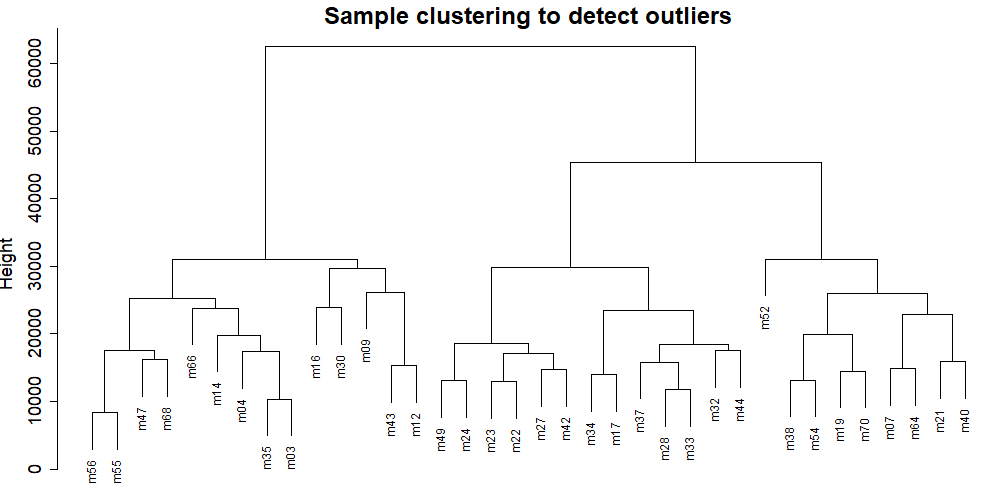 Sample clustering to detect outliers
Height
60000
50000
40000
30000
20000
10000
0
m56
m55
m47
m68
m66
m14
m04
m35
m03
m16
m30
m09
m43
m12
m49
m24
m23
m22
m27
m42
m34
m17
m37
m28
m33
m32
m44
m52
m38
m54
m19
m70
m07
m64
m21
m40